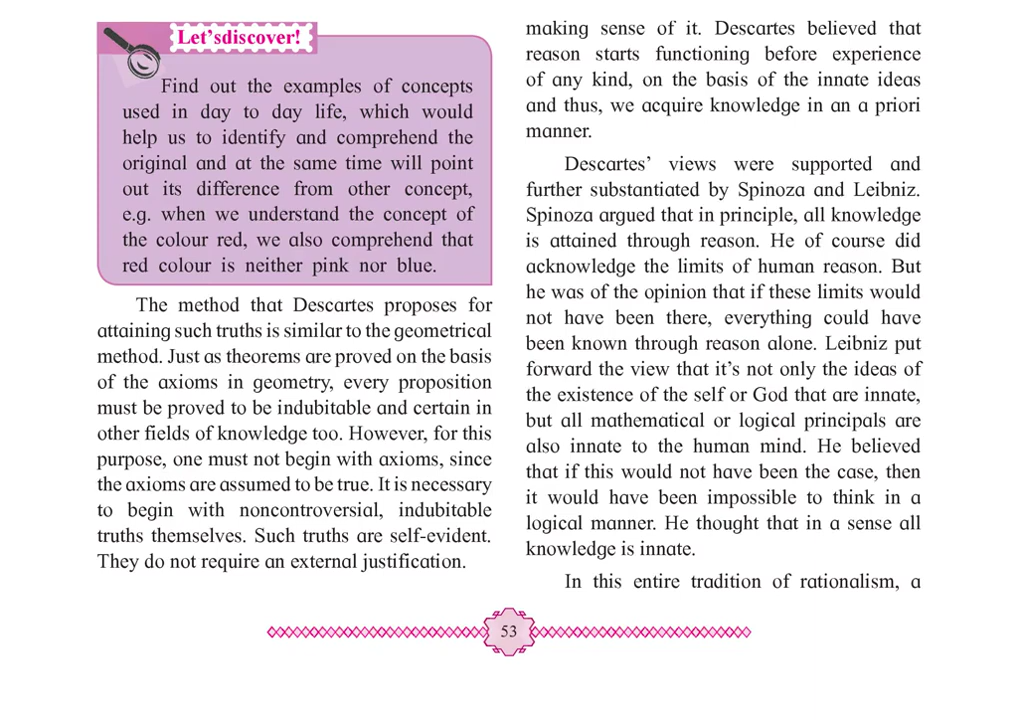 Let'sdiscover!
Find out the examples of concepts
used in day to day life, which would
help us to identify and comprehend the
original and at the same time will point
out its difference from other concept,
e.g. when we understand the concept of
the colour red, we also comprehend that
red colour is neither pink nor blue.
The method that Descartes proposes for
attaining such truths is similar to the geometrical
method. Just as theorems are proved on the basis
of the axioms in geometry, every proposition
must be proved to be indubitable and certain in
other fields of knowledge too. However, for this
purpose, one must not begin with axioms, since
the axioms are assumed to be true. It is necessary
to begin with noncontroversial, indubitable
truths themselves. Such truths are self-evident.
They do not require an external justification.
making sense of it. Descartes believed that
reason starts functioning before experience
of any kind, on the basis of the innate ideas
and thus, we acquire knowledge in an a priori
manner.
Descartes' views were supported and
further substantiated by Spinoza and Leibniz.
Spinoza argued that in principle, all knowledge
is attained through reason. He of course did
acknowledge the limits of human reason. But
he was of the opinion that if these limits would
not have been there, everything could have
been known through reason alone. Leibniz put
forward the view that it's not only the ideas of
the existence of the self or God that are innate,
but all mathematical or logical principals are
also innate to the human mind. He believed
that if this would not have been the case, then
it would have been impossible to think in a
logical manner. He thought that in a sense all
knowledge is innate.
In this entire tradition of rationalism, a
53